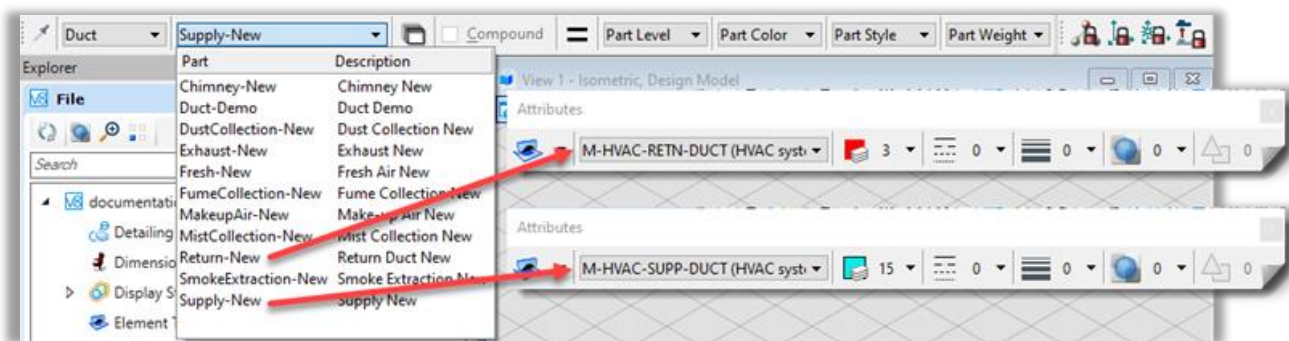 Duct Supply-New Compound Part Level Part Color Part Style Part Weight
Explorer
File
Search
documentati
Detailing
Dimensio
Display S
Element T
Part Description
Chimney-New Chimney New
Duct-Demo Duct Demo
DustCollection-New Dust Collection New
Exhaust-New Exhaust New
Fresh-New Fresh Air New
FumeCollection-New Fume Collection New
MakeupAir-New Make-up Air New
MistCollection-New Mist Collection New
Return-New Return Duct New
SmokeExtraction-New Smoke Extraction New
Supply-New Supply New
View 1 - Isometric, Design Model
Attributes
M-HVAC-RETN-DUCT (HVAC syst 3 0 0 0 0
Attributes
M-HVAC-SUPP-DUCT (HVAC syst 15 0 0 0 0